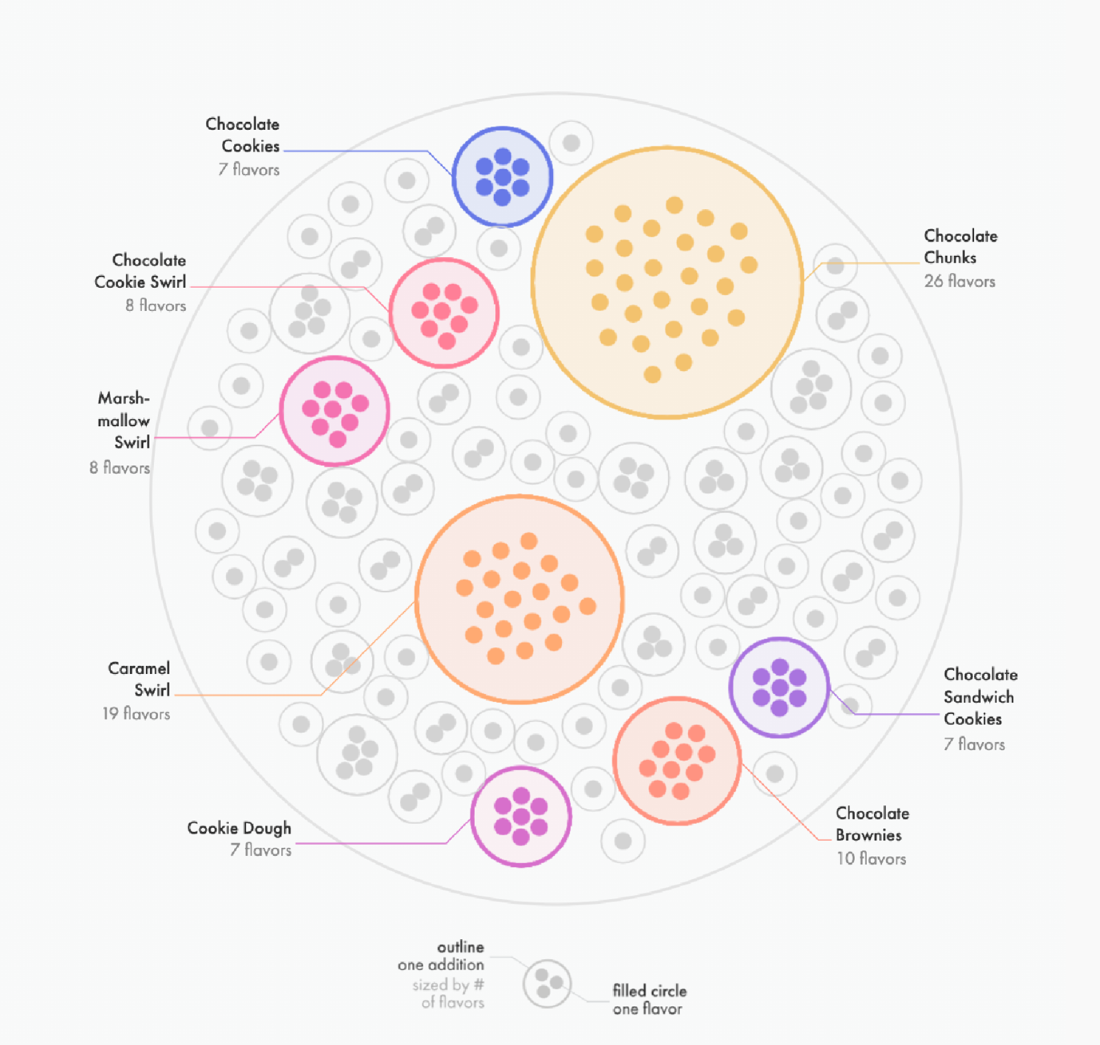 Chocolate
Cookies
7 flavors
Chocolate
Chunks
26 flavors
Chocolate
Cookie Swirl
8 flavors
Marsh-
mallow
Swirl
8 flavors
Caramel
Swirl
19 flavors
Chocolate
Sandwich
Cookies
7 flavors
Chocolate
Brownies
10 flavors
Cookie Dough
7 flavors
outline
one addition
sized by #
of flavors
filled circle
one flavor